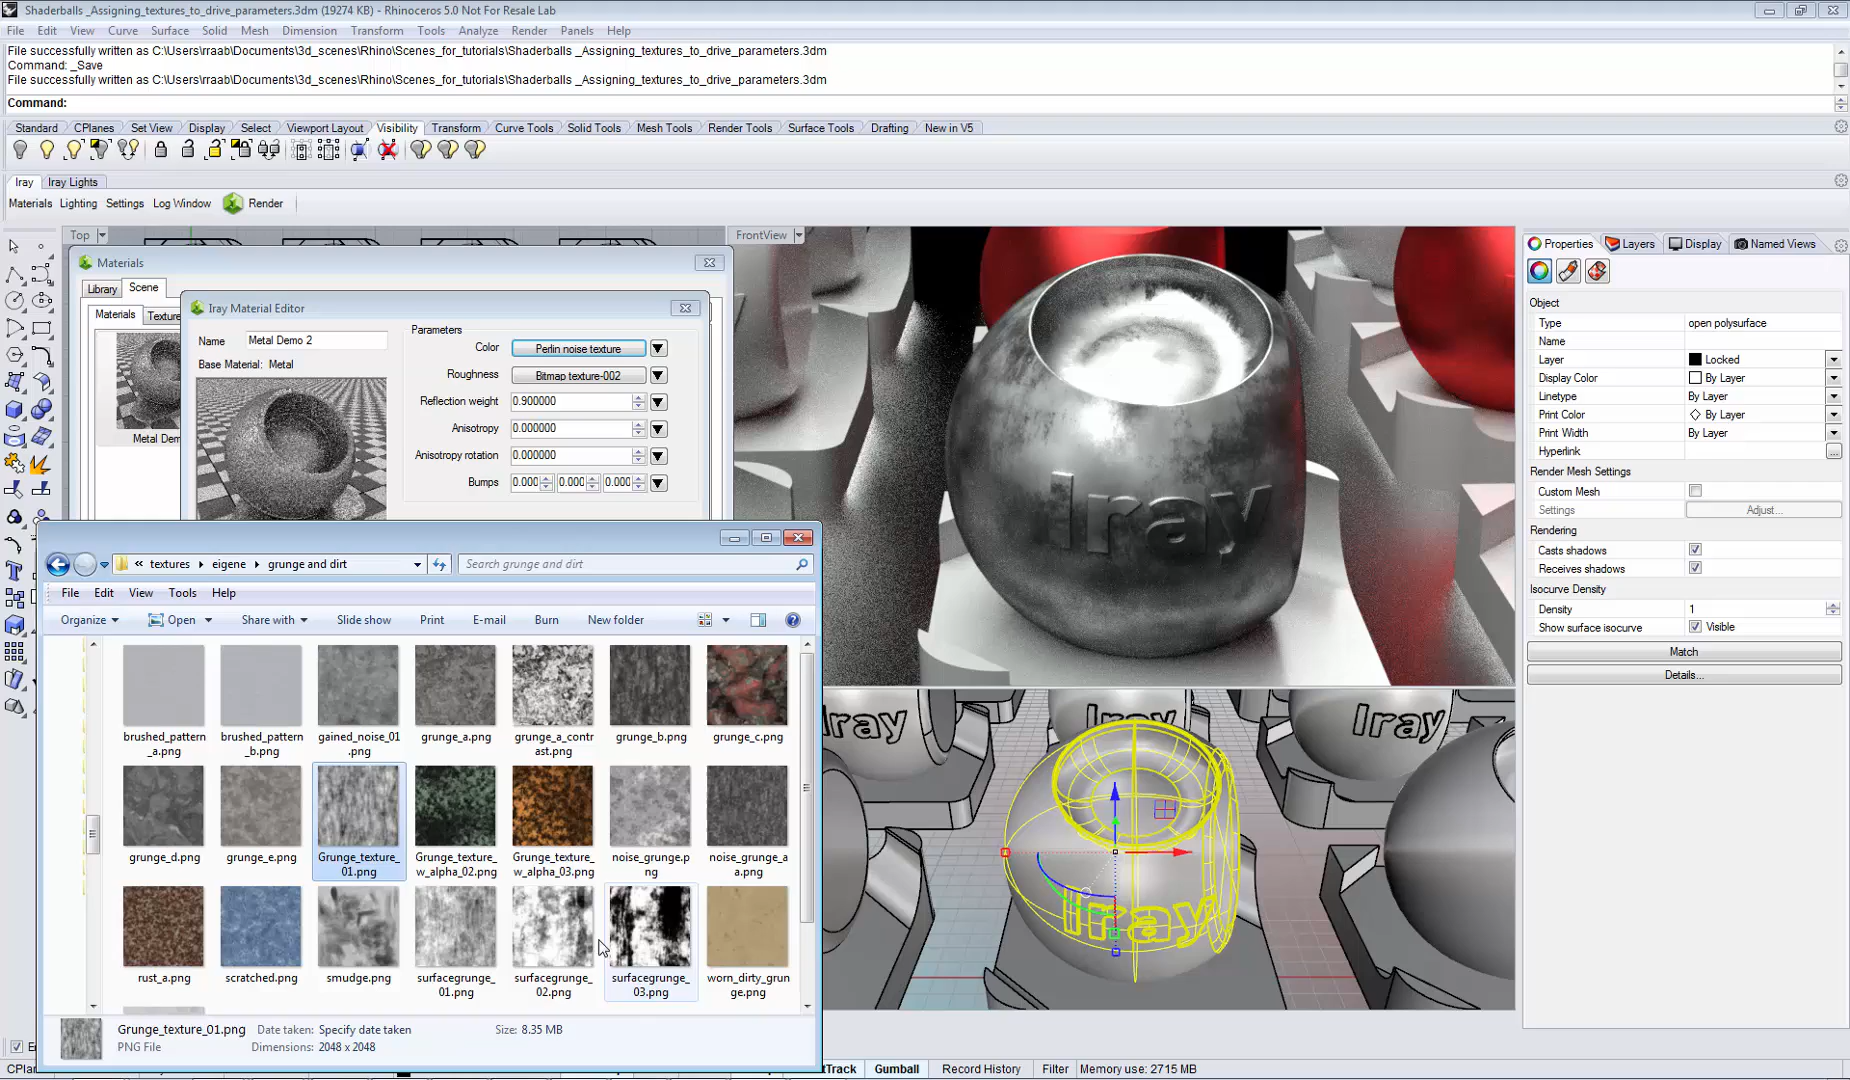 Shaderballs _Assigning_textures_to_drive_parameters.3dm (19274 KB) - Rhinoceros 5.0 Not For Resale Lab
File Edit View Curve Surface Solid Mesh Dimension Transform Tools Analyze Render Panels Help
File successfully written as C:\Users\rraab\Documents\3d_scenes\Rhino\Scenes_for_tutorials\Shaderballs _Assigning_textures_to_drive_parameters.3dm
Command: _Save
File successfully written as C:\Users\rraab\Documents\3d_scenes\Rhino\Scenes_for_tutorials\Shaderballs _Assigning_textures_to_drive_parameters.3dm
Command:
Standard CPlanes Set View Display Select Viewport Layout Visibility Transform Curve Tools Solid Tools Mesh Tools Render Tools Surface Tools Drafting New in V5
Iray Iray Lights
Materials Lighting Settings Log Window Render
Top
FrontView
Materials
Library Scene
Materials Texture
Metal Dem
Iray Material Editor
Name Metal Demo 2
Base Material: Metal
Parameters
Color Perlin noise texture
Roughness Bitmap texture-002
Reflection weight 0.900000
Anisotropy 0.000000
Anisotropy rotation 0.000000
Bumps 0.000 0.000 0.000
« textures eigene grunge and dirt
Search grunge and dirt
File Edit View Tools Help
Organize Open Share with Slide show Print E-mail Burn New folder
brushed_pattern_a.png
brushed_pattern_b.png
gained_noise_01.png
grunge_a.png
grunge_a_contrast.png
grunge_b.png
grunge_c.png
grunge_d.png
grunge_e.png
Grunge_texture_01.png
Grunge_texture_w_alpha_02.png
Grunge_texture_w_alpha_03.png
noise_grunge.png
noise_grunge_a.png
rust_a.png
scratched.png
smudge.png
surfacegrunge_01.png
surfacegrunge_02.png
surfacegrunge_03.png
worn_dirty_grunge.png
Grunge_texture_01.png Date taken: Specify date taken Size: 8.35 MB
PNG File Dimensions: 2048 x 2048
Iray
Iray
Iray
Iray
Iray
Properties Layers Display Named Views
Object
Type open polysurface
Name
Layer Locked
Display Color By Layer
Linetype By Layer
Print Color By Layer
Print Width By Layer
Hyperlink ...
Render Mesh Settings
Custom Mesh
Settings Adjust...
Rendering
Casts shadows
Receives shadows
Isocurve Density
Density 1
Show surface isocurve Visible
Match
Details...
Gumball Record History Filter Memory use: 2715 MB